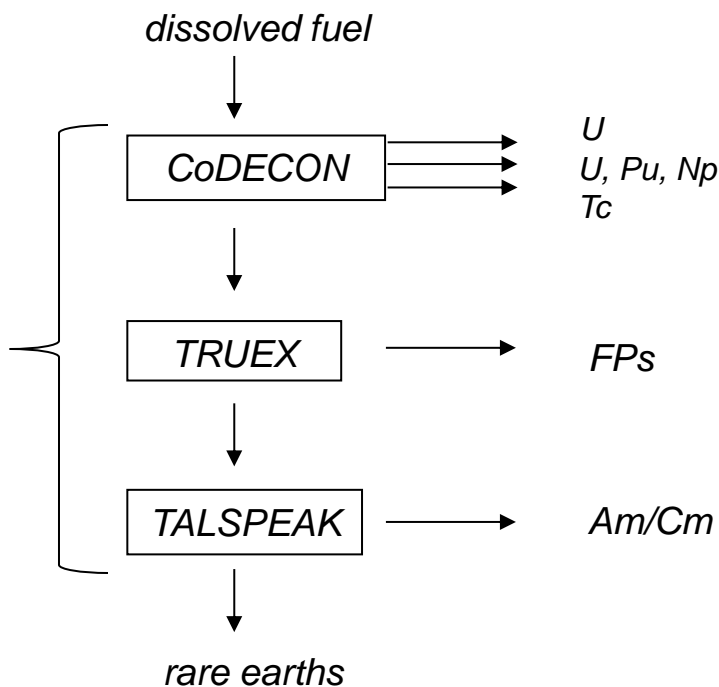 dissolved fuel
CoDECON
U
U, Pu, Np
Tc
TRUEX
FPs
TALSPEAK
Am/Cm
rare earths